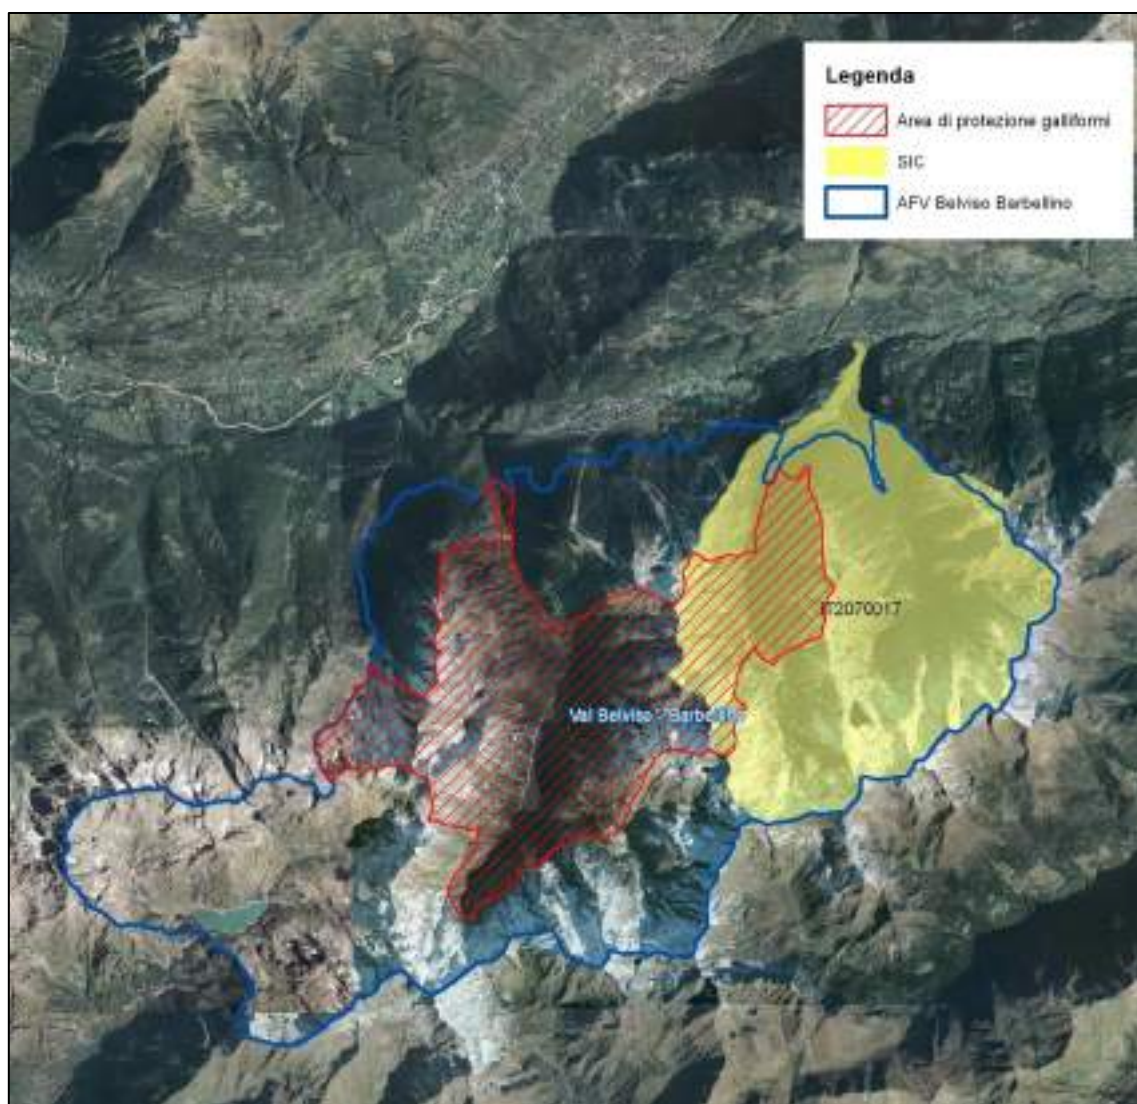 Legenda
Area di protezione galliformi
SIC
AFV Belviso Barbellino
IT2070017
Val Belviso - Barbellino